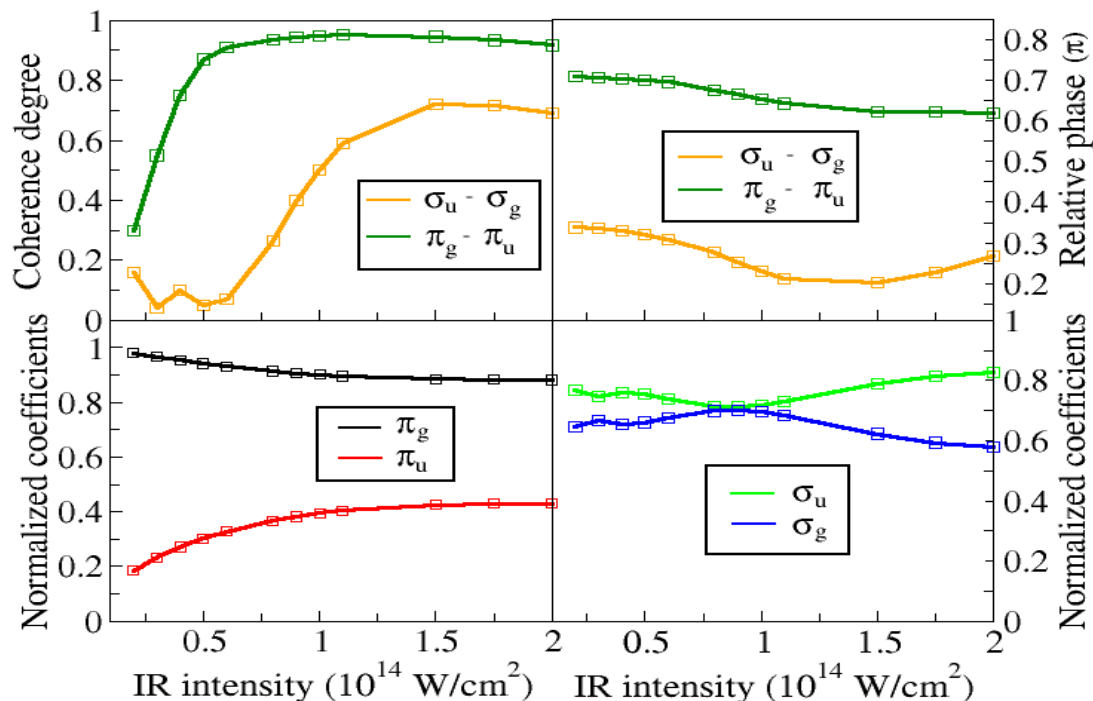 Coherence degree
1
0.8
0.6
0.4
0.2
0
σu - σg
πg - πu
0.8
0.7
0.6
0.5
0.4
0.3
0.2
Relative phase (π)
σu - σg
πg - πu
Normalized coefficients
1
0.8
0.6
0.4
0.2
0
πg
πu
0.5
1
1.5
2
IR intensity (10^14 W/cm^2)
1
0.8
0.6
0.4
0.2
0
Normalized coefficients
σu
σg
0.5
1
1.5
2
IR intensity (10^14 W/cm^2)